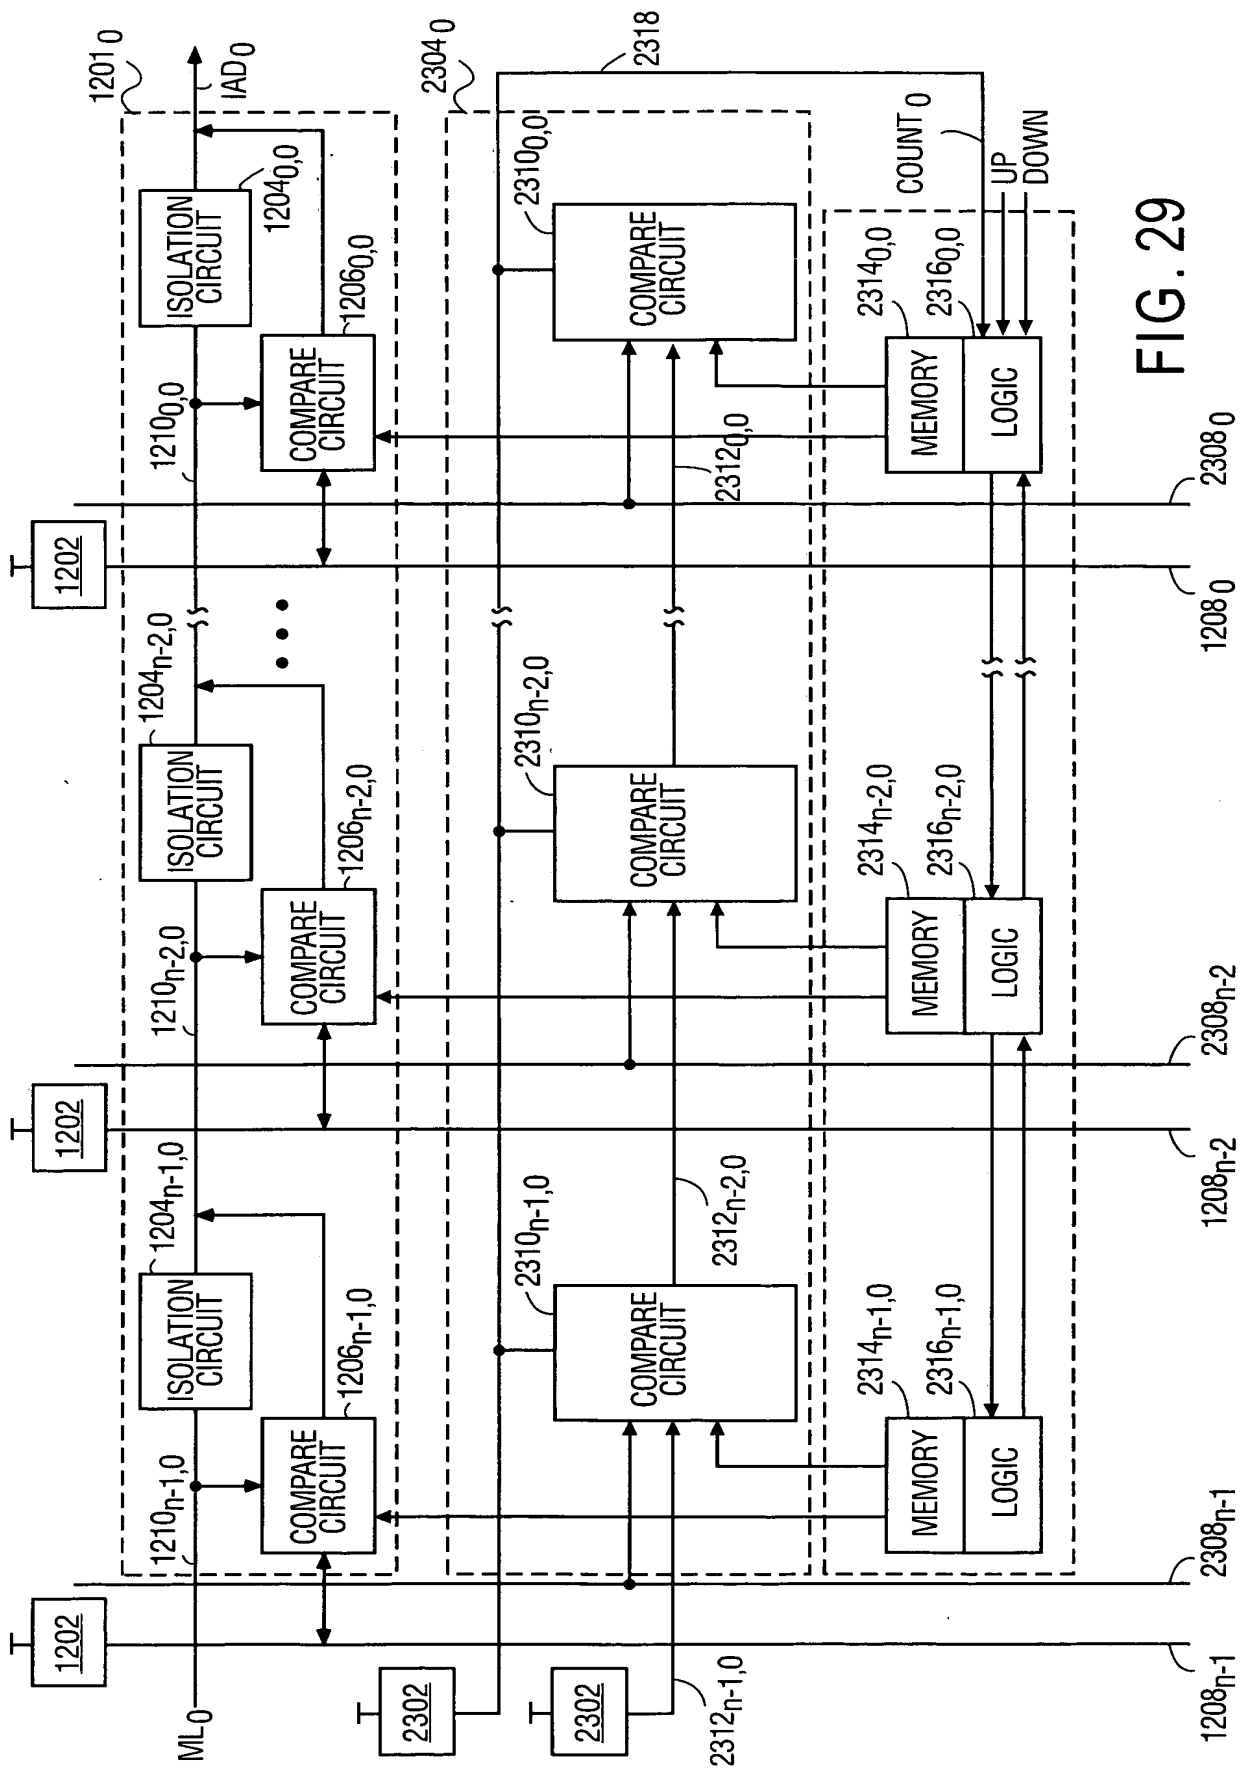 1201₀
IAD₀
ISOLATION CIRCUIT
1204₀,₀
1210₀,₀
COMPARE CIRCUIT
1206₀,₀
1202
ISOLATION CIRCUIT
1204n-2,0
1210n-2,0
COMPARE CIRCUIT
1206n-2,0
1202
ISOLATION CIRCUIT
1204n-1,0
1210n-1,0
COMPARE CIRCUIT
1206n-1,0
1202
ML₀
2304₀
2318
2310₀,₀
COMPARE CIRCUIT
2312₀,₀
2310n-2,0
COMPARE CIRCUIT
2312n-2,0
2310n-1,0
COMPARE CIRCUIT
2302
2302
2312n-1,0
COUNT₀
UP
DOWN
2314₀,₀
2316₀,₀
MEMORY
LOGIC
2314n-2,0
2316n-2,0
MEMORY
LOGIC
2314n-1,0
2316n-1,0
MEMORY
LOGIC
2308₀
1208₀
2308n-2
1208n-2
2308n-1
1208n-1
FIG. 29